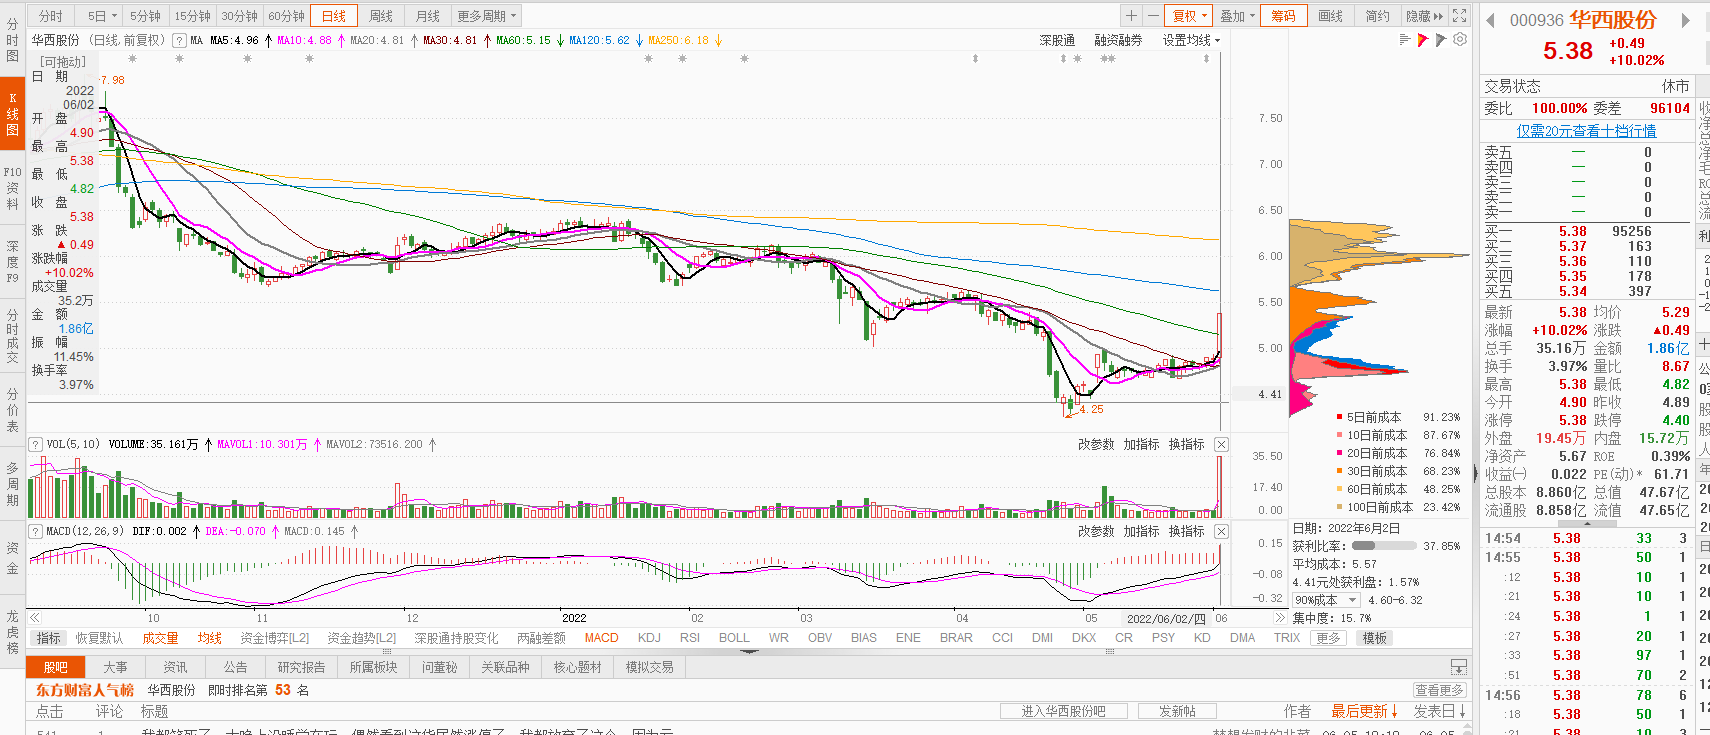 分时 5日 5分钟 15分钟 30分钟 60分钟 日线 周线 月线 更多周期
复权 叠加 筹码 画线 简约 隐藏
分时图
K线图
F10资料
深度F9
分时成交
分价表
多周期
资金
龙虎榜
华西股份 (日线,前复权) ? MA MA5:4.96 MA10:4.88 MA20:4.81 MA30:4.81 MA60:5.15 MA120:5.62 MA250:6.18
深股通 融资融券 设置均线
[可拖动]
日 期
2022
06/02
开 盘
4.90
最 高
5.38
最 低
4.82
收 盘
5.38
涨 跌
▲ 0.49
涨跌幅
+10.02%
成交量
35.2万
金 额
1.86亿
振 幅
11.45%
换手率
3.97%
7.98
4.25
7.50
7.00
6.50
6.00
5.50
5.00
4.41
5日前成本 91.23%
10日前成本 87.67%
20日前成本 76.84%
30日前成本 68.23%
60日前成本 48.25%
100日前成本 23.42%
日期: 2022年6月2日
获利比率: 37.85%
平均成本: 5.57
4.41元处获利盘: 1.57%
90%成本 4.60-6.32
集中度: 15.7%
? VOL(5,10) VOLUME:35.161万 MAVOL1:10.301万 MAVOL2:73516.200
改参数 加指标 换指标
35.50
17.40
0.00
? MACD(12,26,9) DIF:0.002 DEA:-0.070 MACD:0.145
改参数 加指标 换指标
0.15
-0.08
-0.32
10 11 12 2022 02 03 04 05 2022/06/02/四 06
指标 恢复默认 成交量 均线 资金博弈[L2] 资金趋势[L2] 深股通持股变化 两融差额 MACD KDJ RSI BOLL WR OBV BIAS ENE BRAR CCI DMI DKX CR PSY KD DMA TRIX 更多 模板
股吧 大事 资讯 公告 研究报告 所属板块 问董秘 关联品种 核心题材 模拟交易
东方财富人气榜 华西股份 即时排名第 53 名
查看更多
点击 评论 标题 进入华西股份吧 发新帖 作者 最后更新 发表日
000936 华西股份
5.38 +0.49
+10.02%
交易状态 休市
委比 100.00% 委差 96104
仅需20元查看十档行情
卖五 — 0
卖四 — 0
卖三 — 0
卖二 — 0
卖一 — 0
买一 5.38 95256
买二 5.37 163
买三 5.36 110
买四 5.35 178
买五 5.34 397
最新 5.38 均价 5.29
涨幅 +10.02% 涨跌 ▲0.49
总手 35.16万 金额 1.86亿
换手 3.97% 量比 8.67
最高 5.38 最低 4.82
今开 4.90 昨收 4.89
涨停 5.38 跌停 4.40
外盘 19.45万 内盘 15.72万
净资产 5.67 ROE 0.39%
收益(一) 0.022 PE(动)* 61.71
总股本 8.860亿 总值 47.67亿
流通股 8.858亿 流值 47.65亿
14:54 5.38 33 3
14:55 5.38 50 1
:12 5.38 10 1
:21 5.38 10 1
:24 5.38 1 1
:27 5.38 20 1
:33 5.38 97 1
:51 5.38 70 2
14:56 5.38 78 6
:18 5.38 50 1